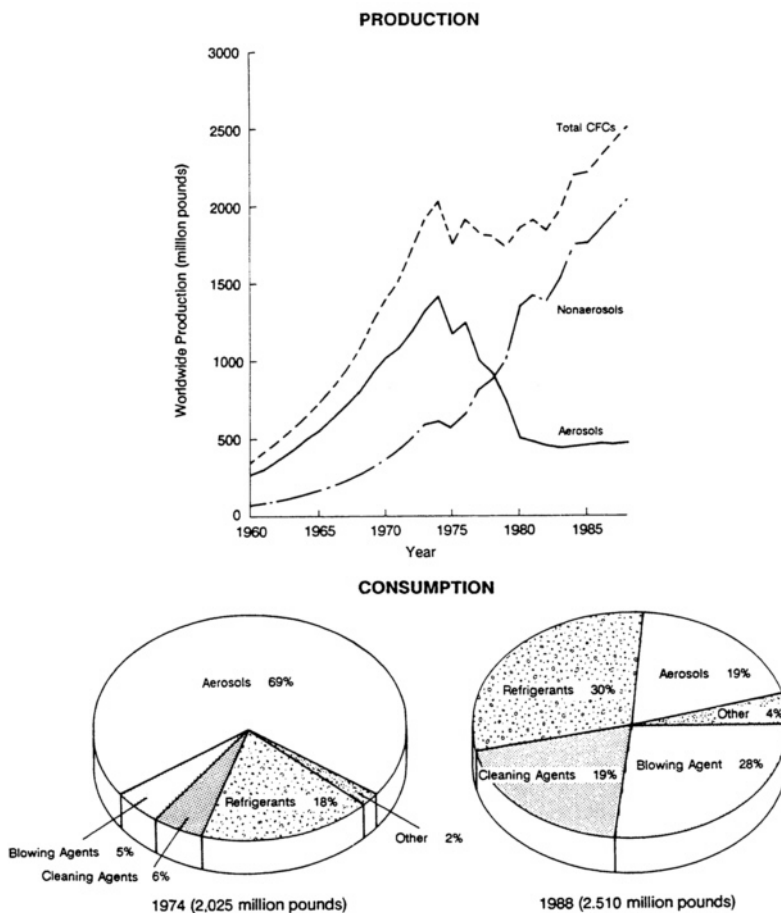 PRODUCTION
3000
2500
2000
1500
1000
500
0
Worldwide Production (million pounds)
Total CFCs
Nonaerosols
Aerosols
1960 1965 1970 1975 1980 1985
Year
CONSUMPTION
Aerosols 69%
Refrigerants 18%
Other 2%
Blowing Agents 5%
Cleaning Agents 6%
1974 (2,025 million pounds)
Refrigerants 30%
Aerosols 19%
Other 4%
Cleaning Agents 19%
Blowing Agent 28%
1988 (2.510 million pounds)